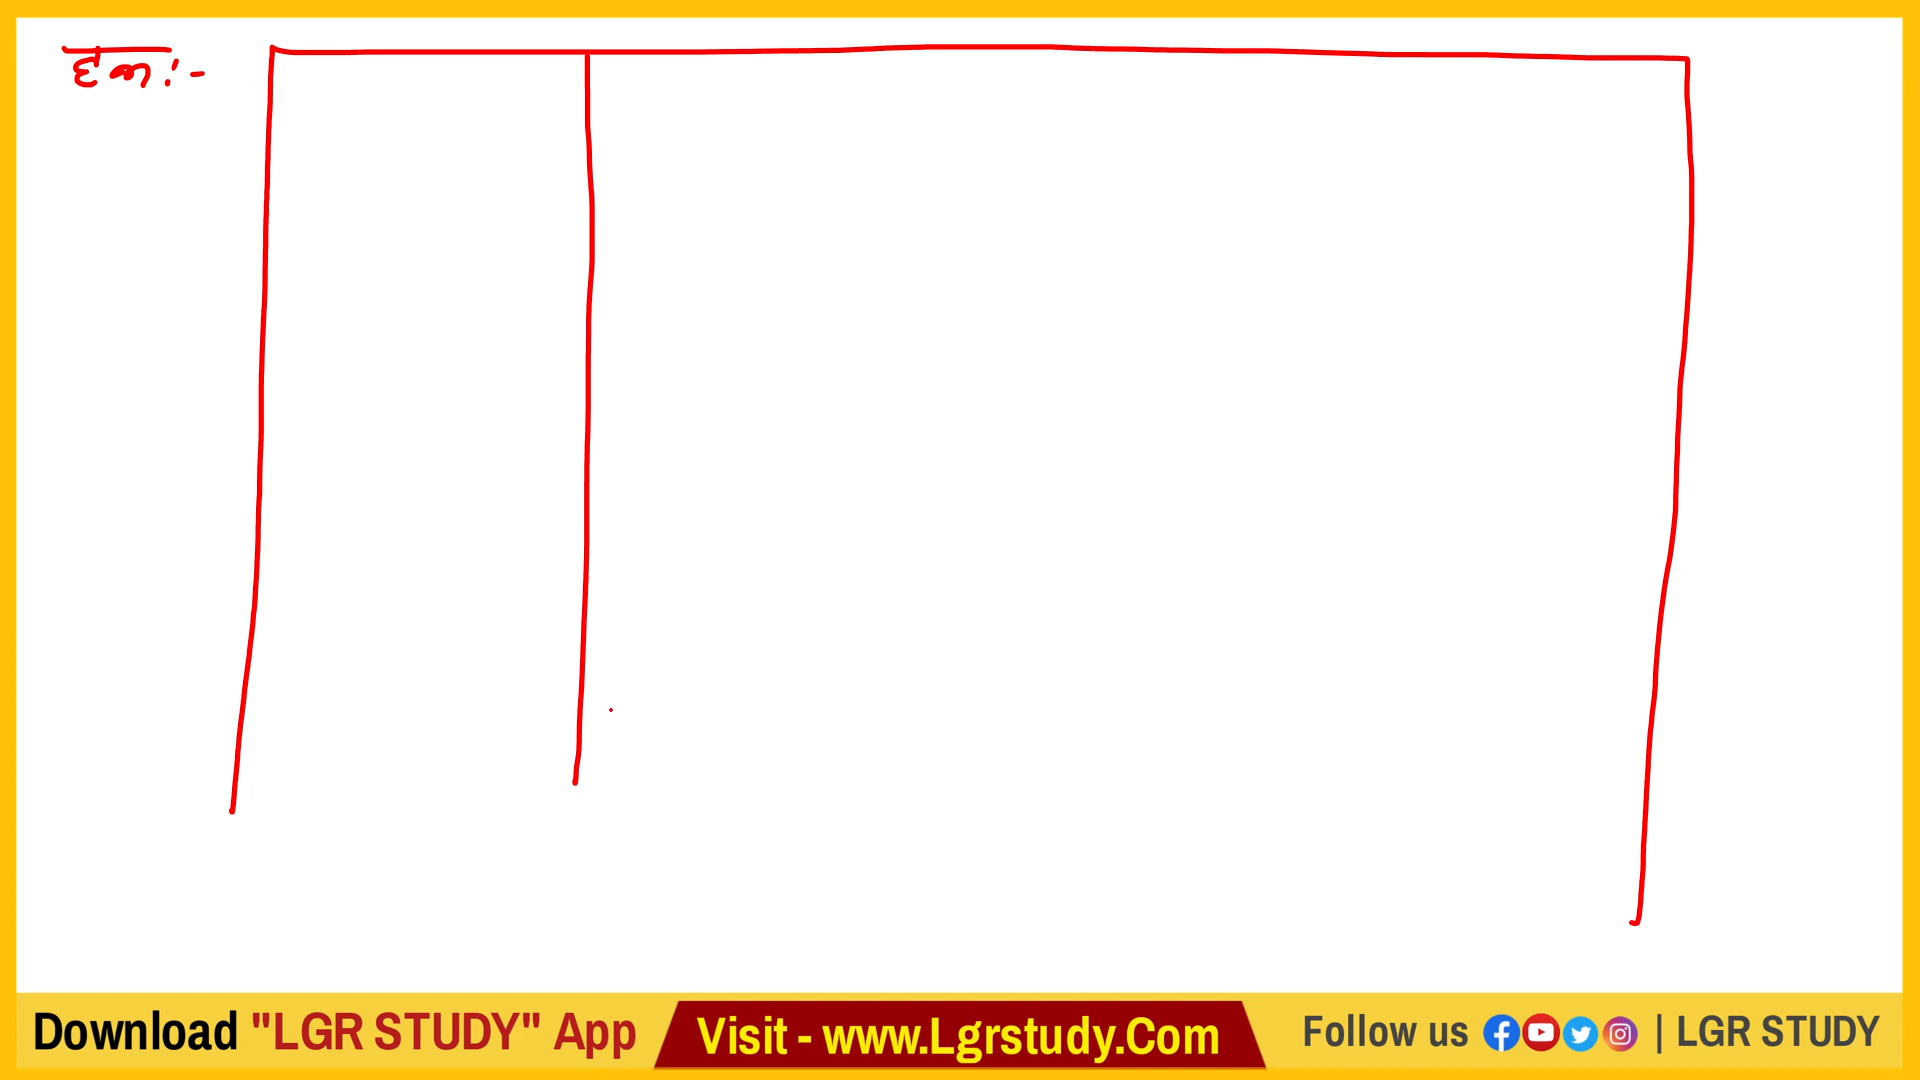 हल :-
Download "LGR STUDY" App
Visit - www.Lgrstudy.Com
Follow us | LGR STUDY